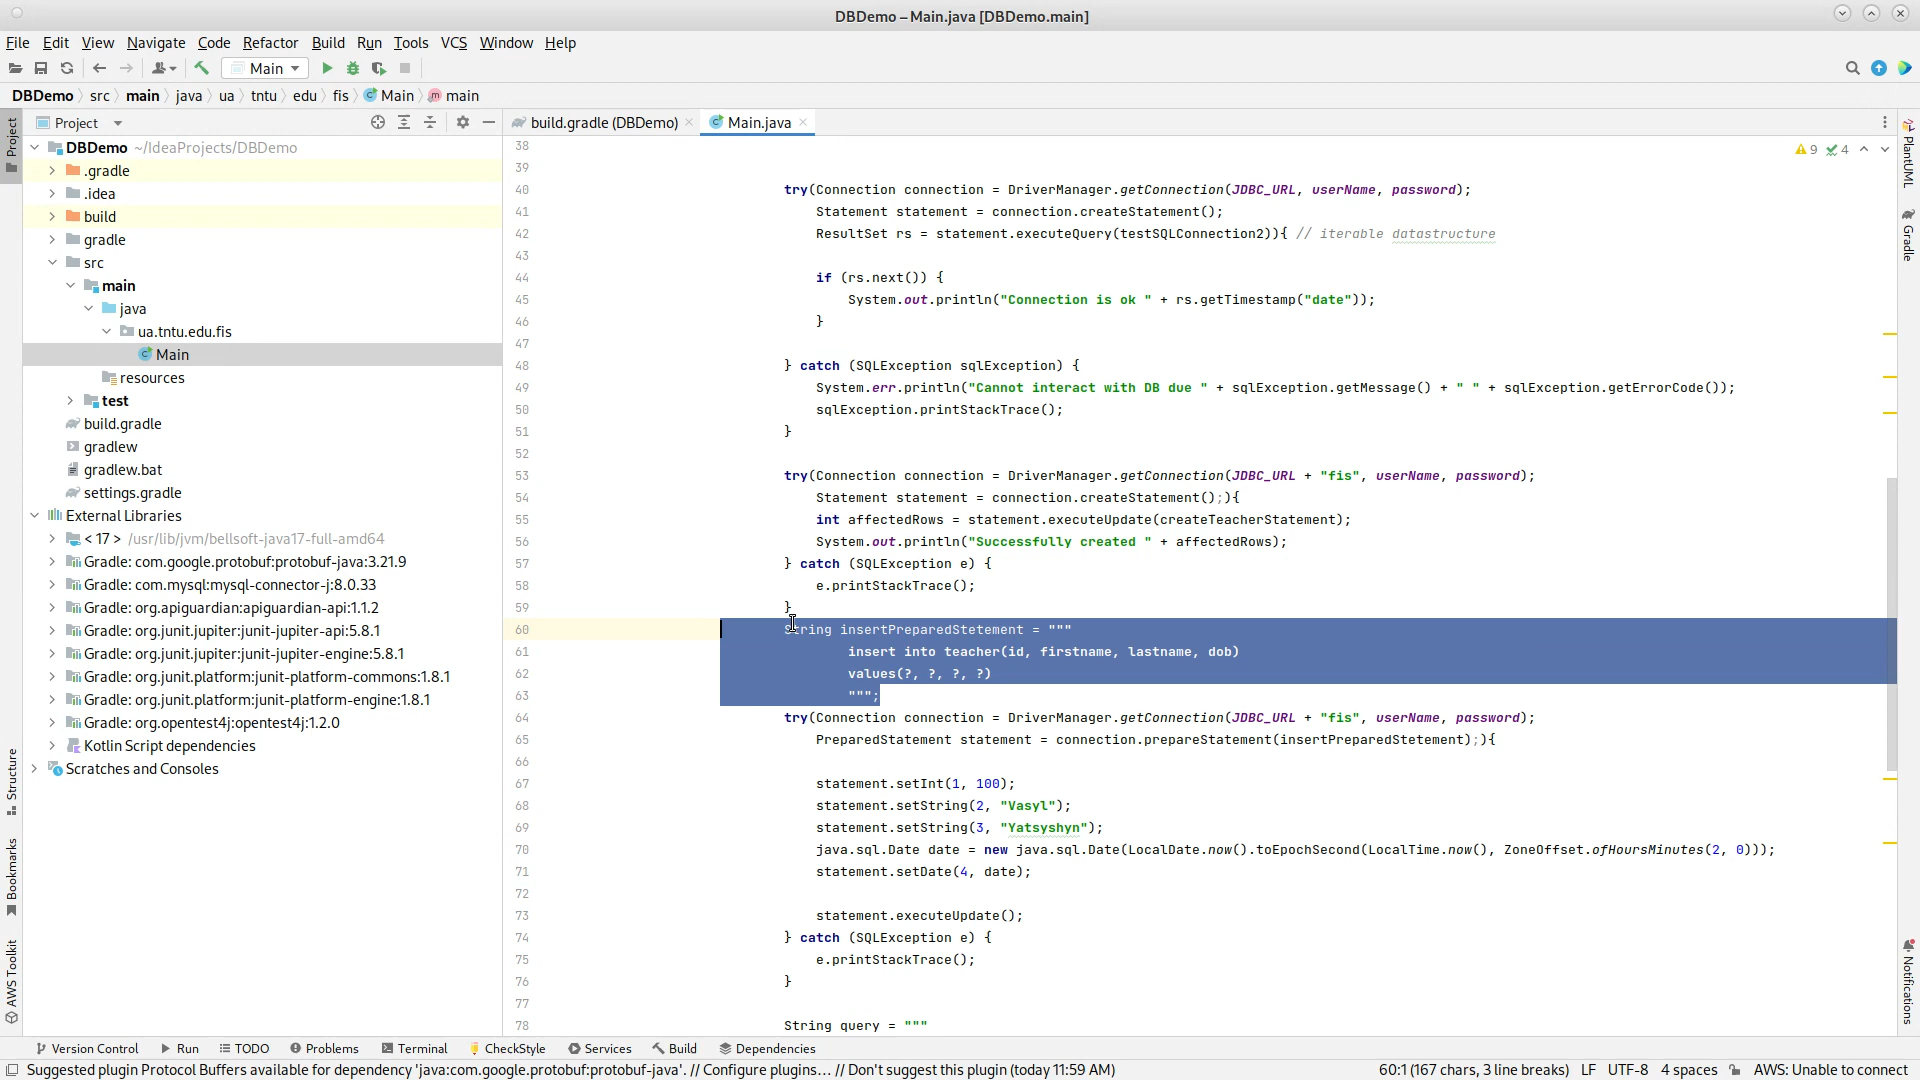 DBDemo – Main.java [DBDemo.main]
File Edit View Navigate Code Refactor Build Run Tools VCS Window Help
Main
DBDemo src main java ua tntu edu fis Main main
Project
build.gradle (DBDemo)
Main.java
DBDemo ~/IdeaProjects/DBDemo
.gradle
.idea
build
gradle
src
main
java
ua.tntu.edu.fis
Main
resources
test
build.gradle
gradlew
gradlew.bat
settings.gradle
External Libraries
< 17 > /usr/lib/jvm/bellsoft-java17-full-amd64
Gradle: com.google.protobuf:protobuf-java:3.21.9
Gradle: com.mysql:mysql-connector-j:8.0.33
Gradle: org.apiguardian:apiguardian-api:1.1.2
Gradle: org.junit.jupiter:junit-jupiter-api:5.8.1
Gradle: org.junit.jupiter:junit-jupiter-engine:5.8.1
Gradle: org.junit.platform:junit-platform-commons:1.8.1
Gradle: org.junit.platform:junit-platform-engine:1.8.1
Gradle: org.opentest4j:opentest4j:1.2.0
Kotlin Script dependencies
Scratches and Consoles
Project
Structure
Bookmarks
AWS Toolkit
9 4
38
39
40 try(Connection connection = DriverManager.getConnection(JDBC_URL, userName, password);
41 Statement statement = connection.createStatement();
42 ResultSet rs = statement.executeQuery(testSQLConnection2)){ // iterable datastructure
43
44 if (rs.next()) {
45 System.out.println("Connection is ok " + rs.getTimestamp("date"));
46 }
47
48 } catch (SQLException sqlException) {
49 System.err.println("Cannot interact with DB due " + sqlException.getMessage() + " " + sqlException.getErrorCode());
50 sqlException.printStackTrace();
51 }
52
53 try(Connection connection = DriverManager.getConnection(JDBC_URL + "fis", userName, password);
54 Statement statement = connection.createStatement();){
55 int affectedRows = statement.executeUpdate(createTeacherStatement);
56 System.out.println("Successfully created " + affectedRows);
57 } catch (SQLException e) {
58 e.printStackTrace();
59 }
60 String insertPreparedStetement = """
61 insert into teacher(id, firstname, lastname, dob)
62 values(?, ?, ?, ?)
63 """;
64 try(Connection connection = DriverManager.getConnection(JDBC_URL + "fis", userName, password);
65 PreparedStatement statement = connection.prepareStatement(insertPreparedStetement);){
66
67 statement.setInt(1, 100);
68 statement.setString(2, "Vasyl");
69 statement.setString(3, "Yatsyshyn");
70 java.sql.Date date = new java.sql.Date(LocalDate.now().toEpochSecond(LocalTime.now(), ZoneOffset.ofHoursMinutes(2, 0)));
71 statement.setDate(4, date);
72
73 statement.executeUpdate();
74 } catch (SQLException e) {
75 e.printStackTrace();
76 }
77
78 String query = """
PlantUML
Gradle
Notifications
Version Control Run TODO Problems Terminal CheckStyle Services Build Dependencies
Suggested plugin Protocol Buffers available for dependency 'java:com.google.protobuf:protobuf-java'. // Configure plugins... // Don't suggest this plugin (today 11:59 AM)
60:1 (167 chars, 3 line breaks) LF UTF-8 4 spaces AWS: Unable to connect